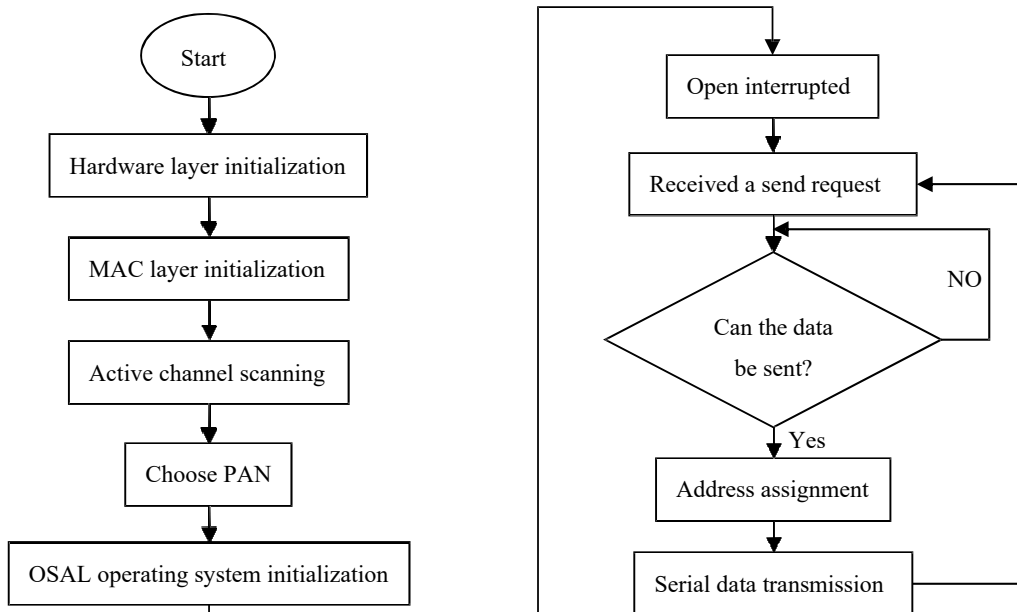 Start
Hardware layer initialization
MAC layer initialization
Active channel scanning
Choose PAN
OSAL operating system initialization
Open interrupted
Received a send request
NO
Can the data
be sent?
Yes
Address assignment
Serial data transmission